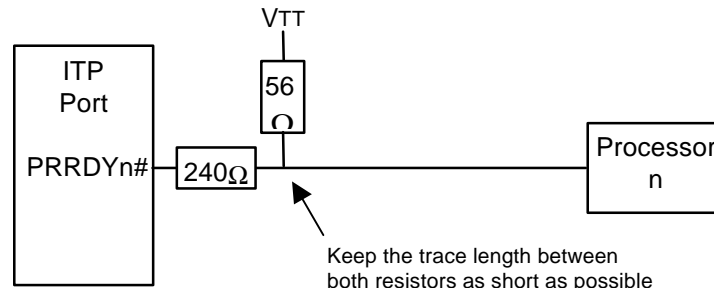 VTT
ITP
Port
56
Ω
PRRDYn#
240Ω
Processor
n
Keep the trace length between
both resistors as short as possible